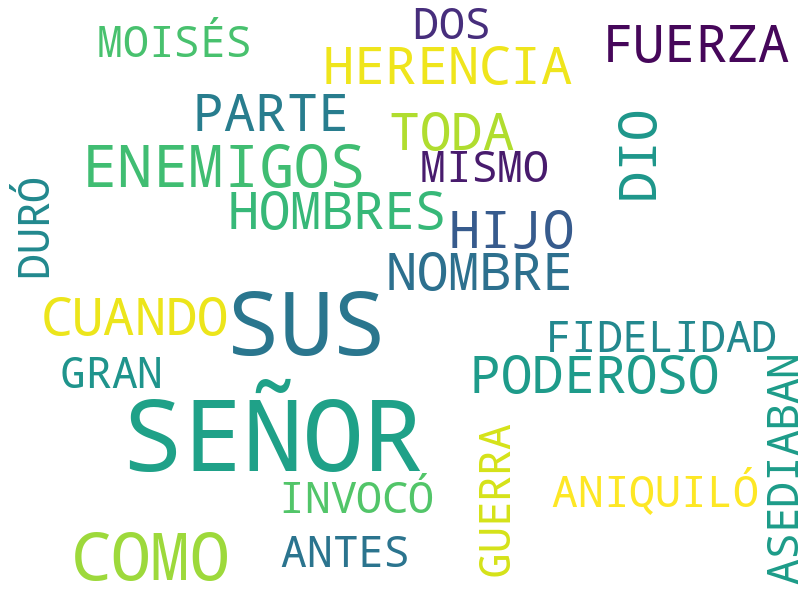 DOS
MOISÉS
FUERZA
HERENCIA
PARTE
TODA
DIO
ENEMIGOS
MISMO
DURÓ
HOMBRES
HIJO
NOMBRE
CUANDO
SUS
FIDELIDAD
GRAN
PODEROSO
ASEDIABAN
SEÑOR
GUERRA
INVOCÓ
ANIQUILÓ
COMO
ANTES